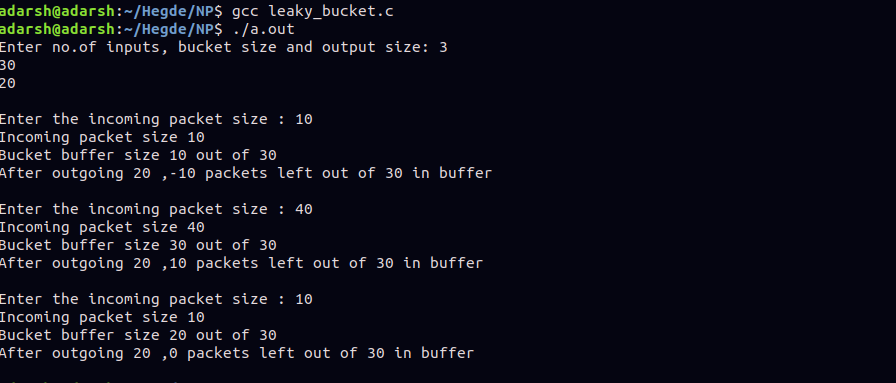 adarsh@adarsh:~/Hegde/NP$ gcc leaky_bucket.c
adarsh@adarsh:~/Hegde/NP$ ./a.out
Enter no.of inputs, bucket size and output size: 3
30
20
Enter the incoming packet size : 10
Incoming packet size 10
Bucket buffer size 10 out of 30
After outgoing 20 ,-10 packets left out of 30 in buffer
Enter the incoming packet size : 40
Incoming packet size 40
Bucket buffer size 30 out of 30
After outgoing 20 ,10 packets left out of 30 in buffer
Enter the incoming packet size : 10
Incoming packet size 10
Bucket buffer size 20 out of 30
After outgoing 20 ,0 packets left out of 30 in buffer